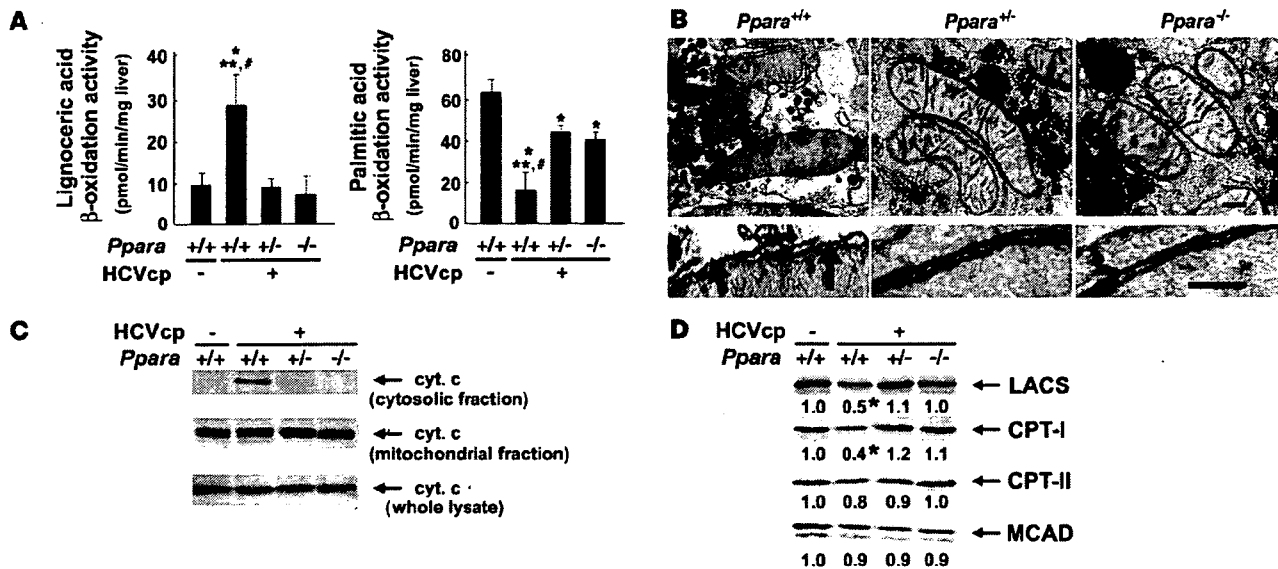 A
Lignoceric acid
β-oxidation activity
(pmol/min/mg liver)
40
30
20
10
0
*
**,#
Ppara +/+ +/+ +/- -/-
HCVcp - +
Palmitic acid
β-oxidation activity
(pmol/min/mg liver)
80
60
40
20
0
*
**,#
*
*
Ppara +/+ +/+ +/- -/-
HCVcp - +
B
Ppara+/+ Ppara+/- Ppara-/-
C
HCVcp - +
Ppara +/+ +/+ +/- -/-
← cyt. c
(cytosolic fraction)
← cyt. c
(mitochondrial fraction)
← cyt. c
(whole lysate)
D
HCVcp - +
Ppara +/+ +/+ +/- -/-
← LACS
1.0 0.5* 1.1 1.0
← CPT-I
1.0 0.4* 1.2 1.1
← CPT-II
1.0 0.8 0.9 1.0
← MCAD
1.0 0.9 0.9 0.9